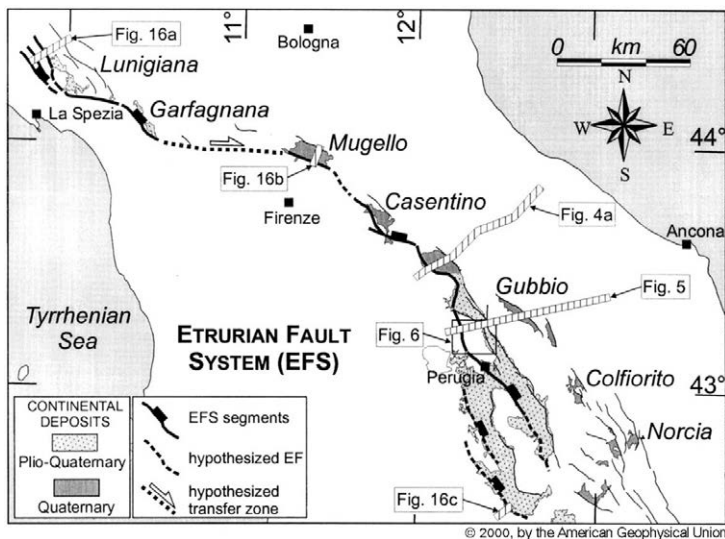 Fig. 16a
11°
Bologna
12°
0 km 60
Lunigiana
N
W E
S
La Spezia
Garfagnana
Mugello
44°
Fig. 16b
Casentino
Fig. 4a
Firenze
Ancona
Gubbio
Fig. 5
Tyrrhenian
Sea
ETRURIAN FAULT
SYSTEM (EFS)
Fig. 6
Perugia
Colfiorito
43°
Norcia
CONTINENTAL
DEPOSITS
Plio-Quaternary
Quaternary
EFS segments
hypothesized EF
hypothesized
transfer zone
Fig. 16c
© 2000, by the American Geophysical Union